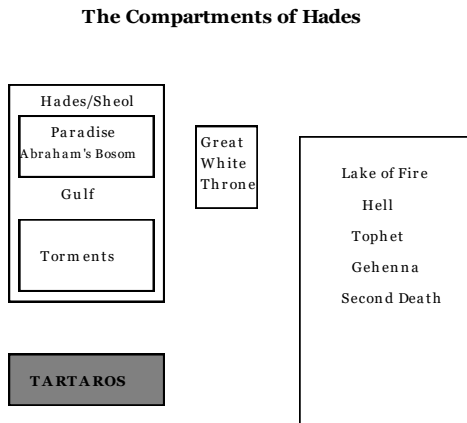 The Compartments of Hades
Hades/Sheol
Paradise
Abraham's Bosom
Gulf
Torments
TARTAROS
Great
White
Throne
Lake of Fire
Hell
Tophet
Gehenna
Second Death